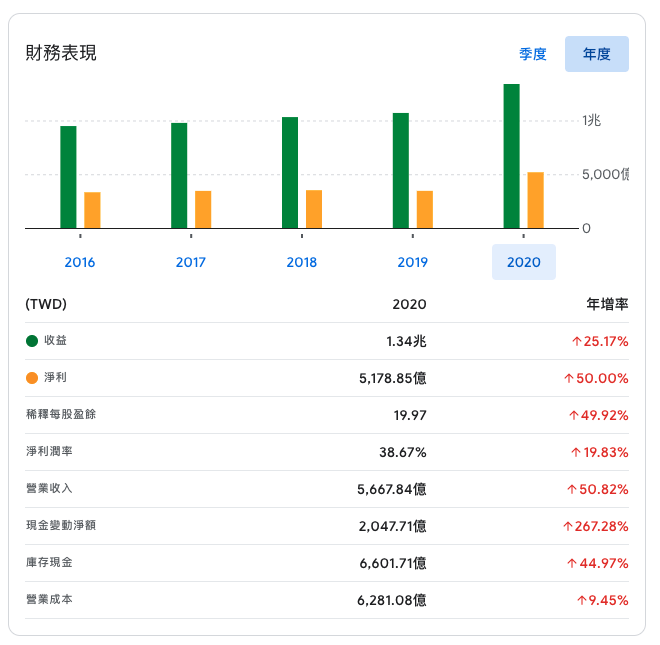 財務表現
季度 年度
1兆
5,000億
0
2016 2017 2018 2019 2020
(TWD) 2020 年增率
收益 1.34兆 ↑25.17%
淨利 5,178.85億 ↑50.00%
稀釋每股盈餘 19.97 ↑49.92%
淨利潤率 38.67% ↑19.83%
營業收入 5,667.84億 ↑50.82%
現金變動淨額 2,047.71億 ↑267.28%
庫存現金 6,601.71億 ↑44.97%
營業成本 6,281.08億 ↑9.45%